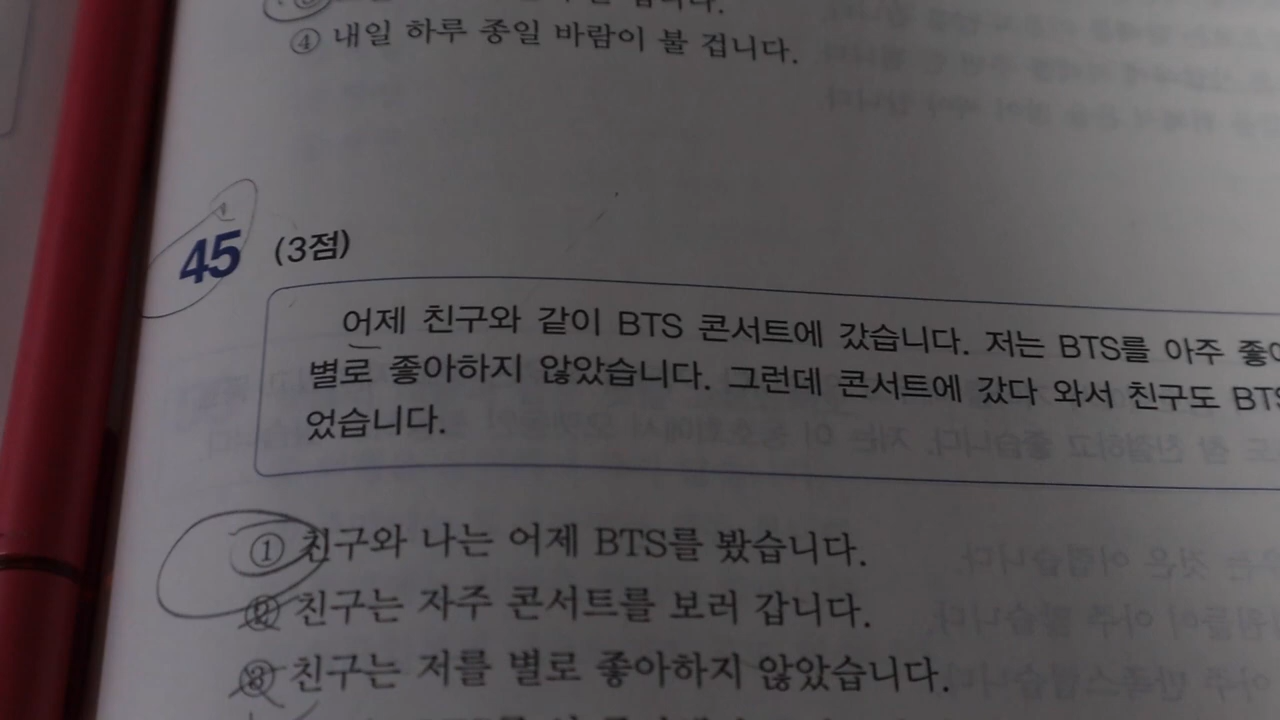 ④ 내일 하루 종일 바람이 불 겁니다.
45 (3점)
어제 친구와 같이 BTS 콘서트에 갔습니다. 저는 BTS를 아주
별로 좋아하지 않았습니다. 그런데 콘서트에 갔다 와서 친구도
었습니다.
① 친구와 나는 어제 BTS를 봤습니다.
② 친구는 자주 콘서트를 보러 갑니다.
③ 친구는 저를 별로 좋아하지 않았습니다.